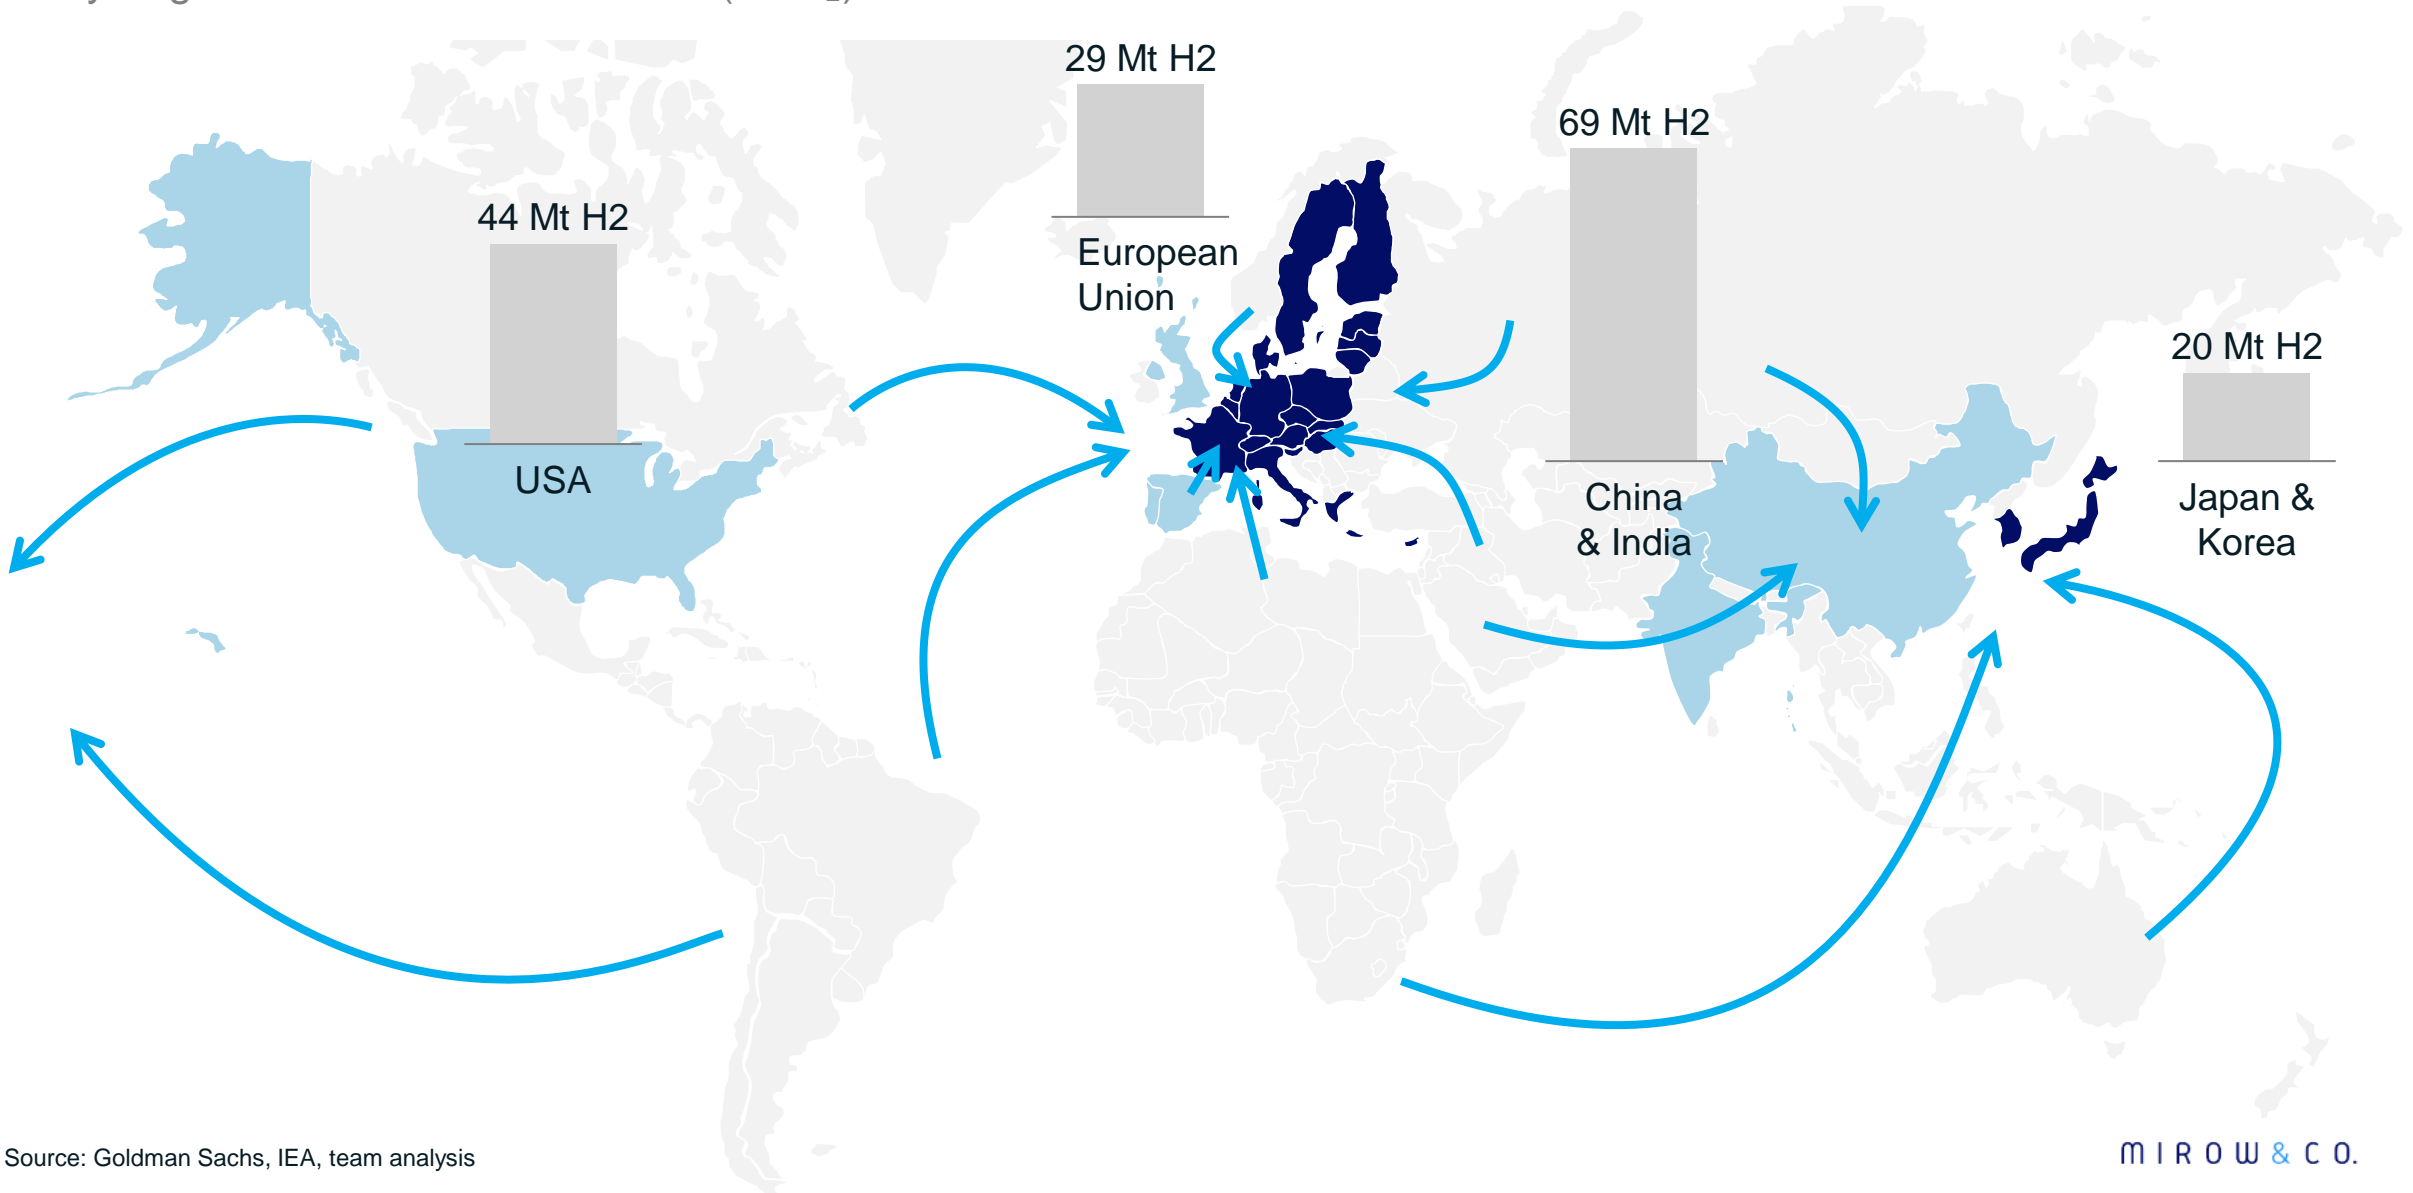 29 Mt H2
69 Mt H2
44 Mt H2
European
Union
20 Mt H2
USA
China
& India
Japan &
Korea
Source: Goldman Sachs, IEA, team analysis
MIROW & CO.